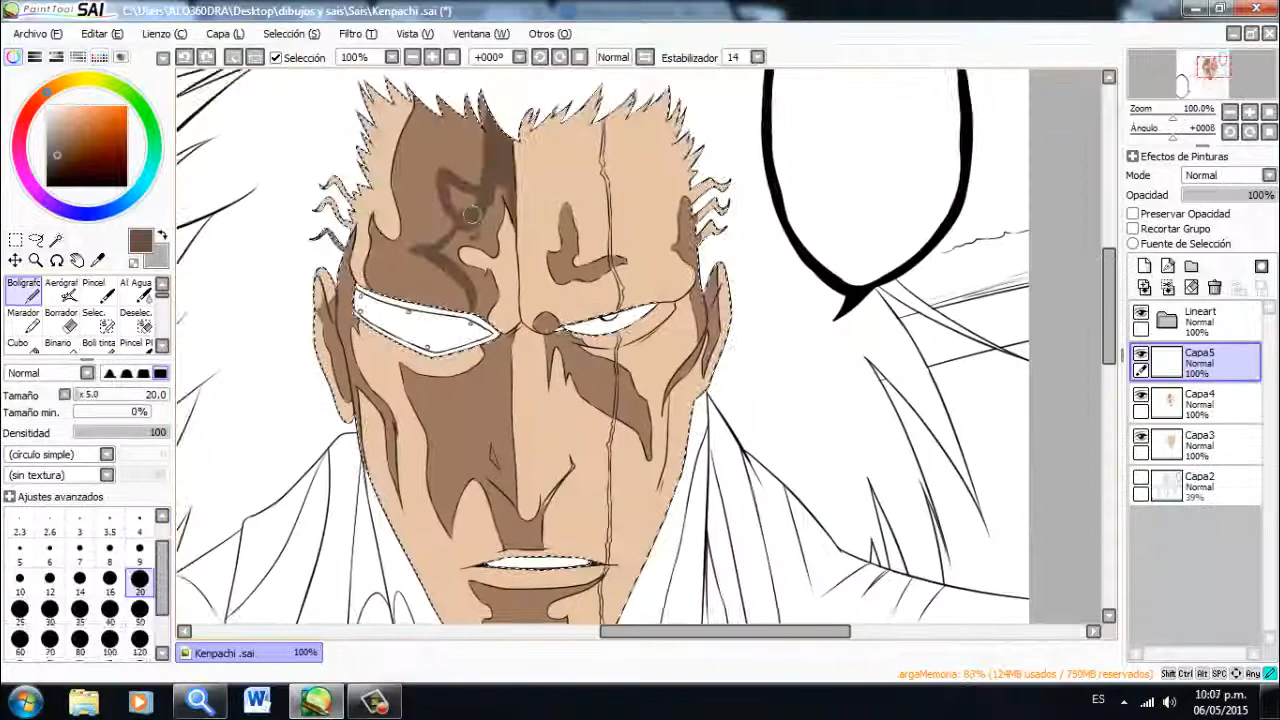 PaintTool SAI C:\Users\ALO360DRA\Desktop\dibujos y sais\Sais\Kenpachi .sai (*)
Archivo (F) Editar (E) Lienzo (C) Capa (L) Selección (S) Filtro (T) Vista (V) Ventana (W) Otros (O)
Selección 100% +000° Normal Estabilizador 14
Zoom 100.0%
Ángulo +0008
Efectos de Pinturas
Modo Normal
Opacidad 100%
Preservar Opacidad
Recortar Grupo
Fuente de Selección
Bolígrafo Aerógraf Pincel Al Agua
Marador Borrador Selec. Deselec.
Cubo Binario Boli tinta Pincel Pl
Normal
Tamaño x 5.0 20.0
Tamaño min. 0%
Densitidad 100
(círculo simple)
(sin textura)
Ajustes avanzados
2.3 2.6 3 3.5 4
5 6 7 8 9
10 12 14 16 20
25 30 35 40 50
60 70 80 100 120
Lineart
Normal
100%
Capa5
Normal
100%
Capa4
Normal
100%
Capa3
Normal
100%
Capa2
Normal
39%
Kenpachi .sai 100%
argaMemoria: 83% (124MB usados / 750MB reservados)
Shift Ctrl Alt SPC Any
ES
10:07 p.m.
06/05/2015